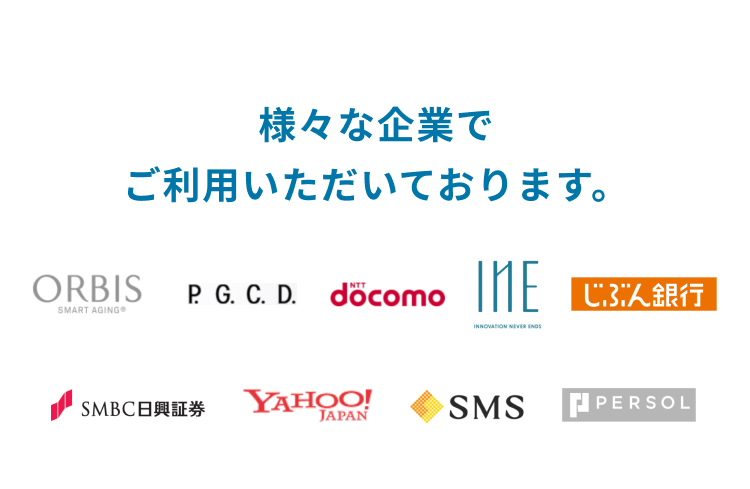 様々な企業で
ご利用いただいております。
ORBIS
SMART AGING®
P. G. C. D.
NTT
döcomo
INE
INNOVATION NEVER ENDS
じぶん銀行
SMBC日興証券
YAHOO!
JAPAN
SMS
PERSOL